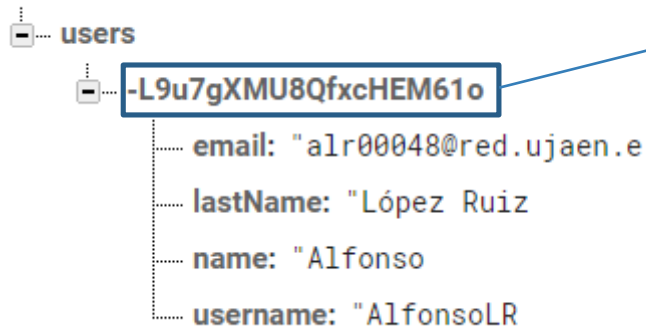 users
-L9u7gXMU8QfxcHEM61o
email: "alr00048@red.ujaen.e
lastName: "López Ruiz
name: "Alfonso
username: "AlfonsoLR